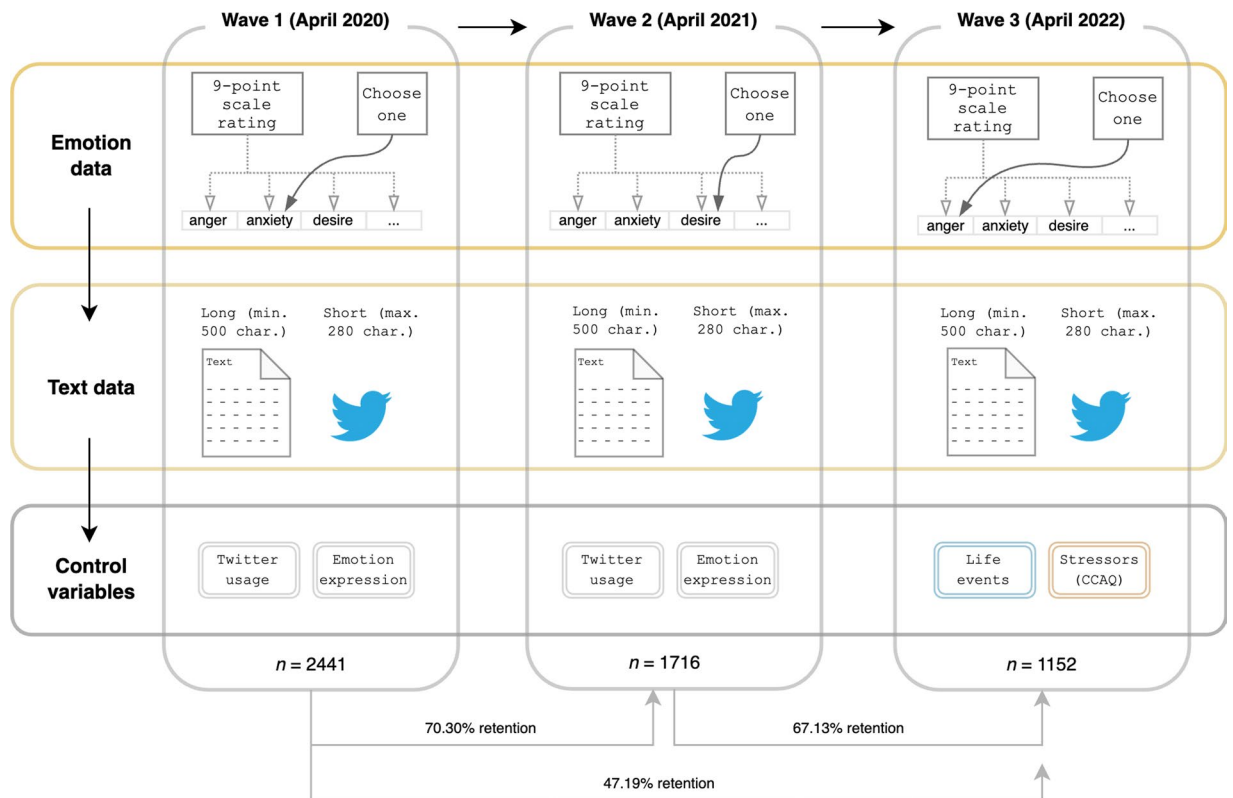 Wave 1 (April 2020)
Wave 2 (April 2021)
Wave 3 (April 2022)
Emotion
data
9-point
scale
rating
Choose
one
anger anxiety desire ...
9-point
scale
rating
Choose
one
anger anxiety desire ...
9-point
scale
rating
Choose
one
anger anxiety desire ...
Text data
Long (min.
500 char.)
Short (max.
280 char.)
Text
Long (min.
500 char.)
Short (max.
280 char.)
Text
Long (min.
500 char.)
Short (max.
280 char.)
Text
Control
variables
Twitter
usage
Emotion
expression
Twitter
usage
Emotion
expression
Life
events
Stressors
(CCAQ)
n = 2441
n = 1716
n = 1152
70.30% retention
67.13% retention
47.19% retention